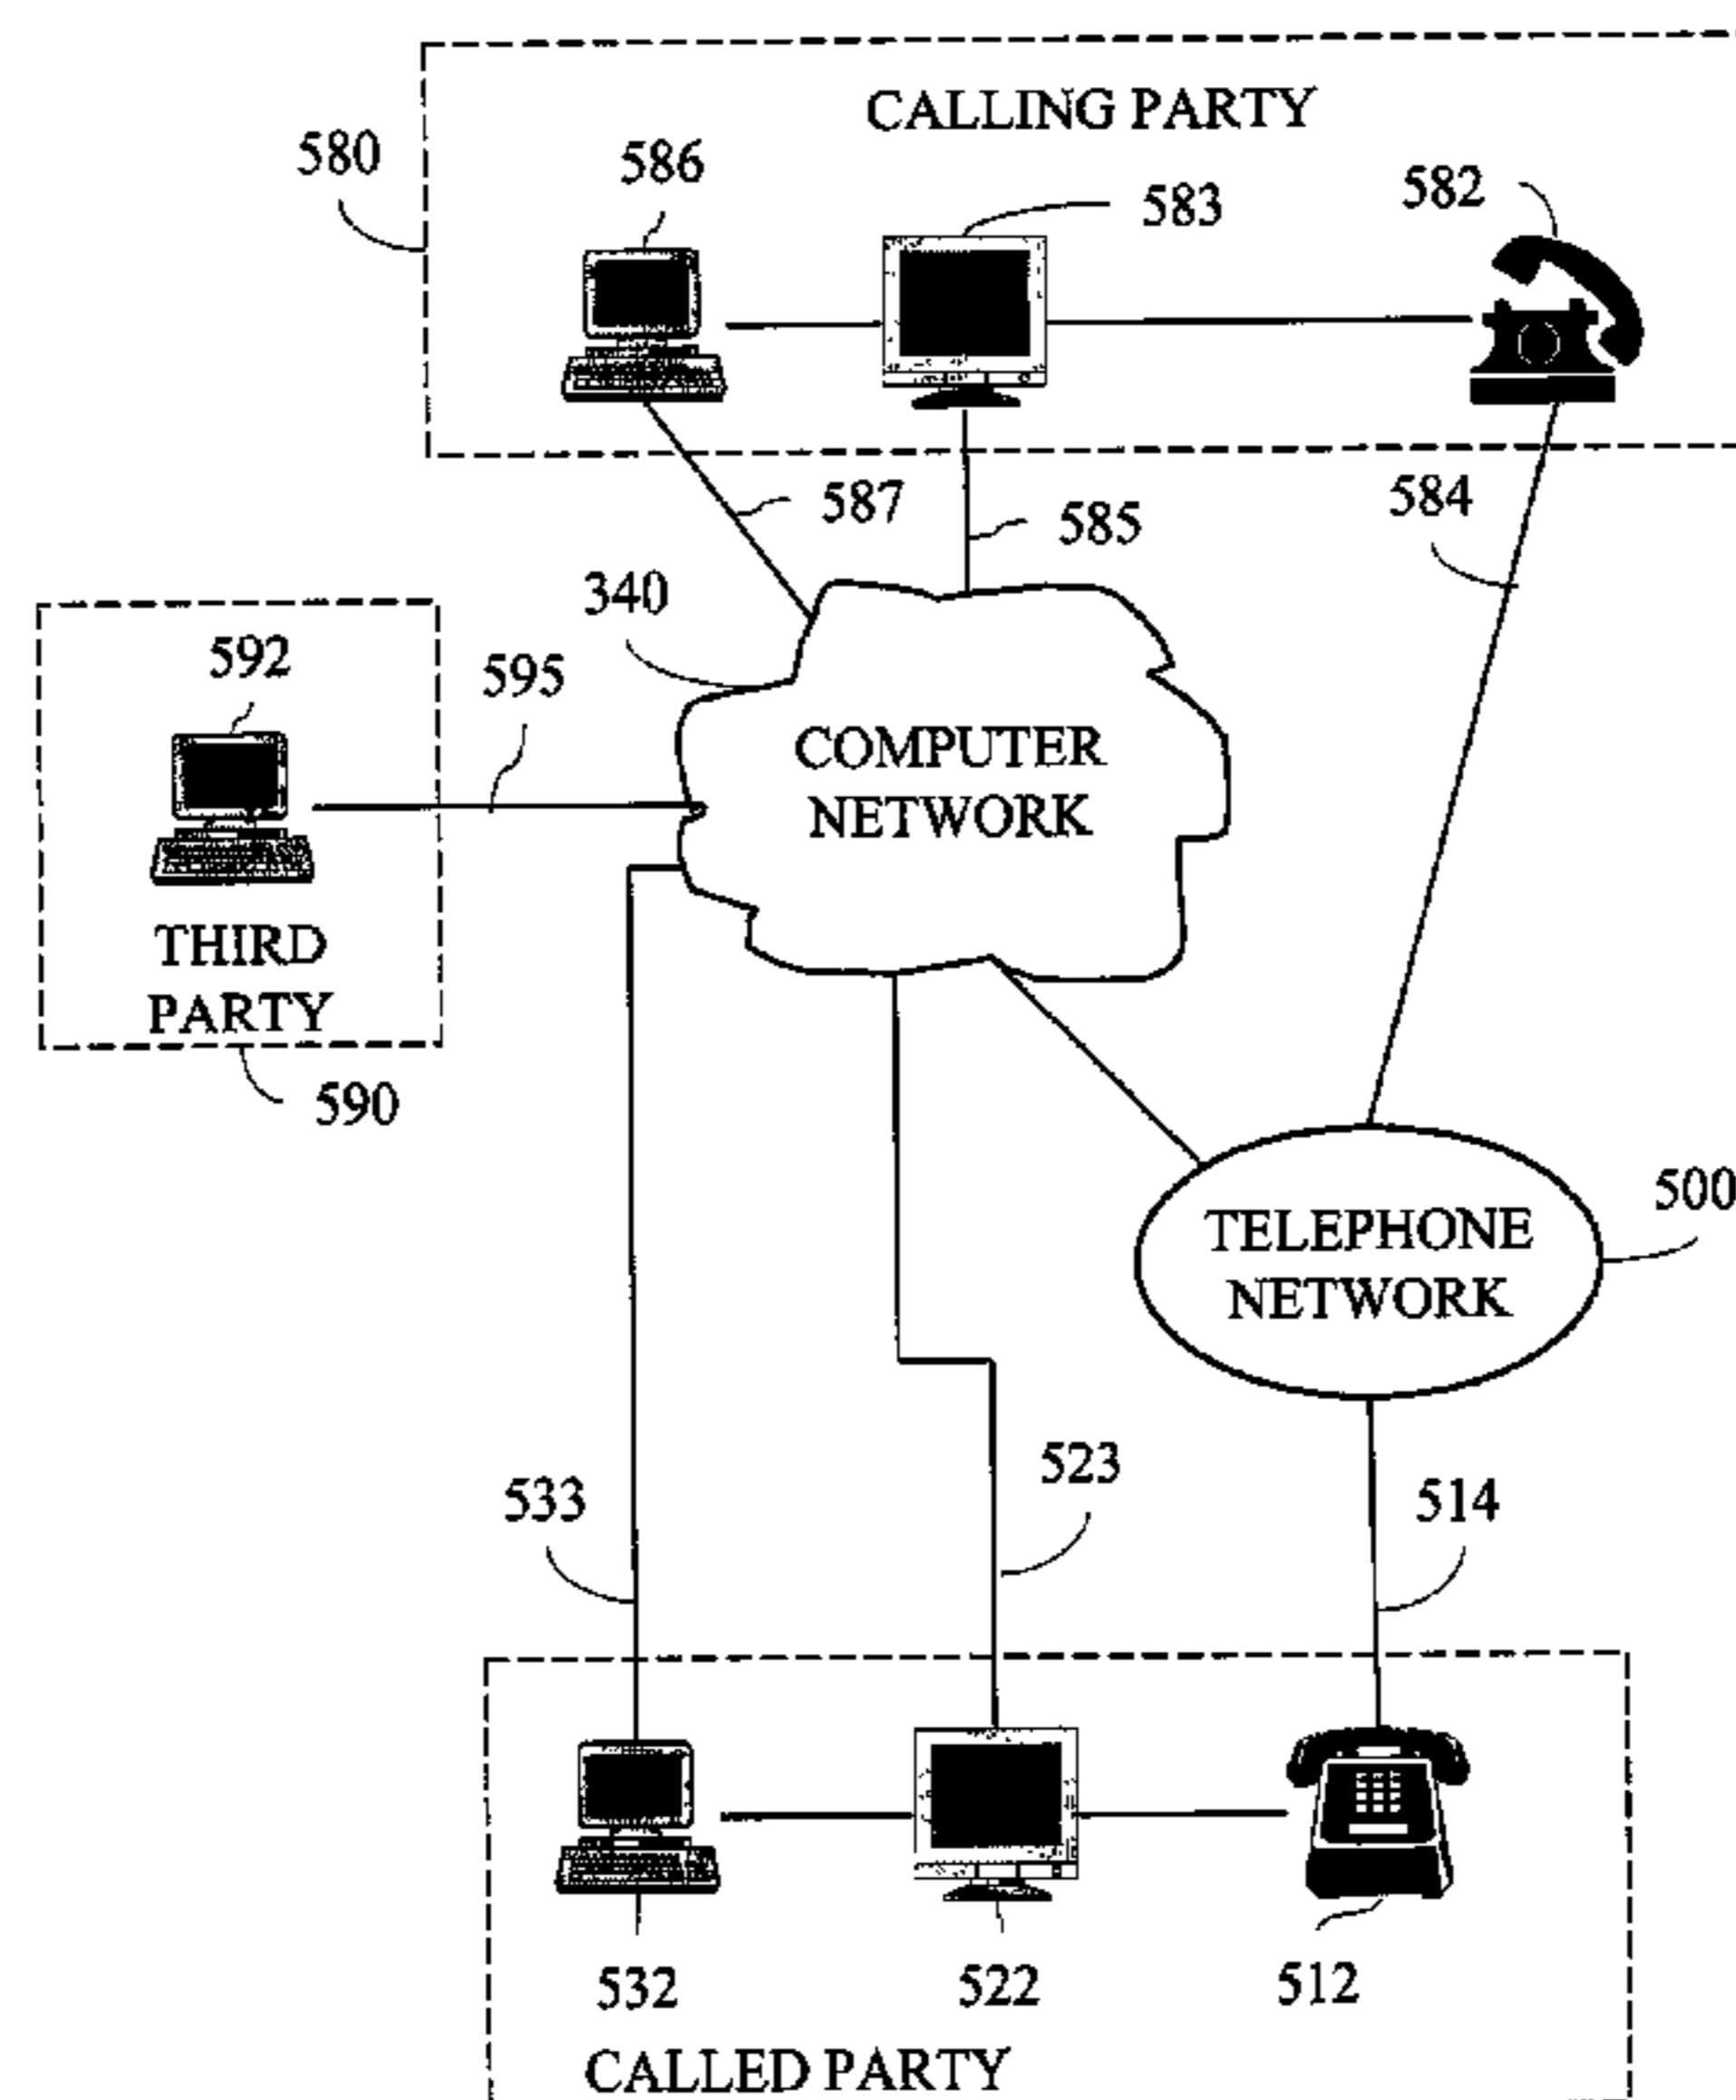 CALLING PARTY
580
586
583
582
587
585
584
340
592
595
COMPUTER
NETWORK
THIRD
PARTY
590
500
TELEPHONE
NETWORK
523
533
514
532
522
512
CALLED PARTY